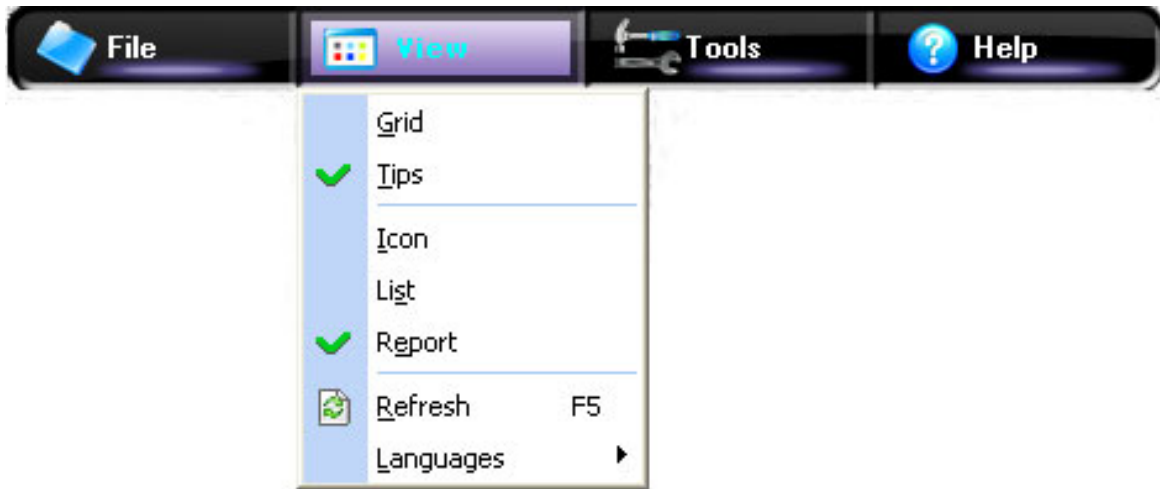 File View Tools Help
Grid
Tips
Icon
List
Report
Refresh F5
Languages